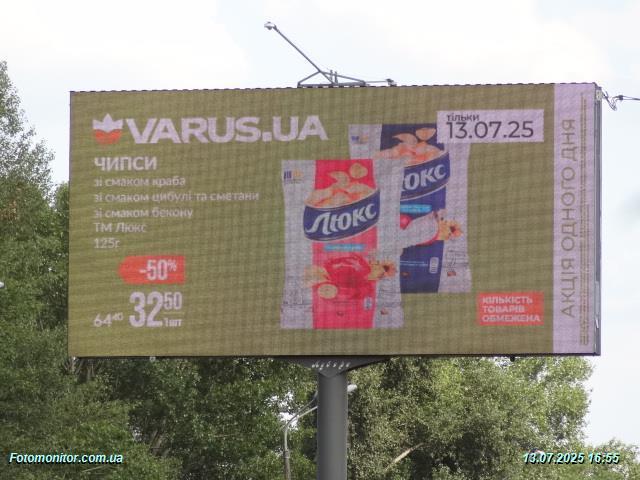 VARUS.UA
ЧИПСИ
зі смаком краба
зі смаком цибулі та сметани
зі смаком бекону
ТМ Люкс
125г
-50%
64⁴⁰ 32⁵⁰
1 шт
тільки
13.07.25
Люкс
Люкс
КІЛЬКІСТЬ
ТОВАРІВ
ОБМЕЖЕНА
АКЦІЯ ОДНОГО ДНЯ
Fotomonitor.com.ua
13.07.2025 16:55